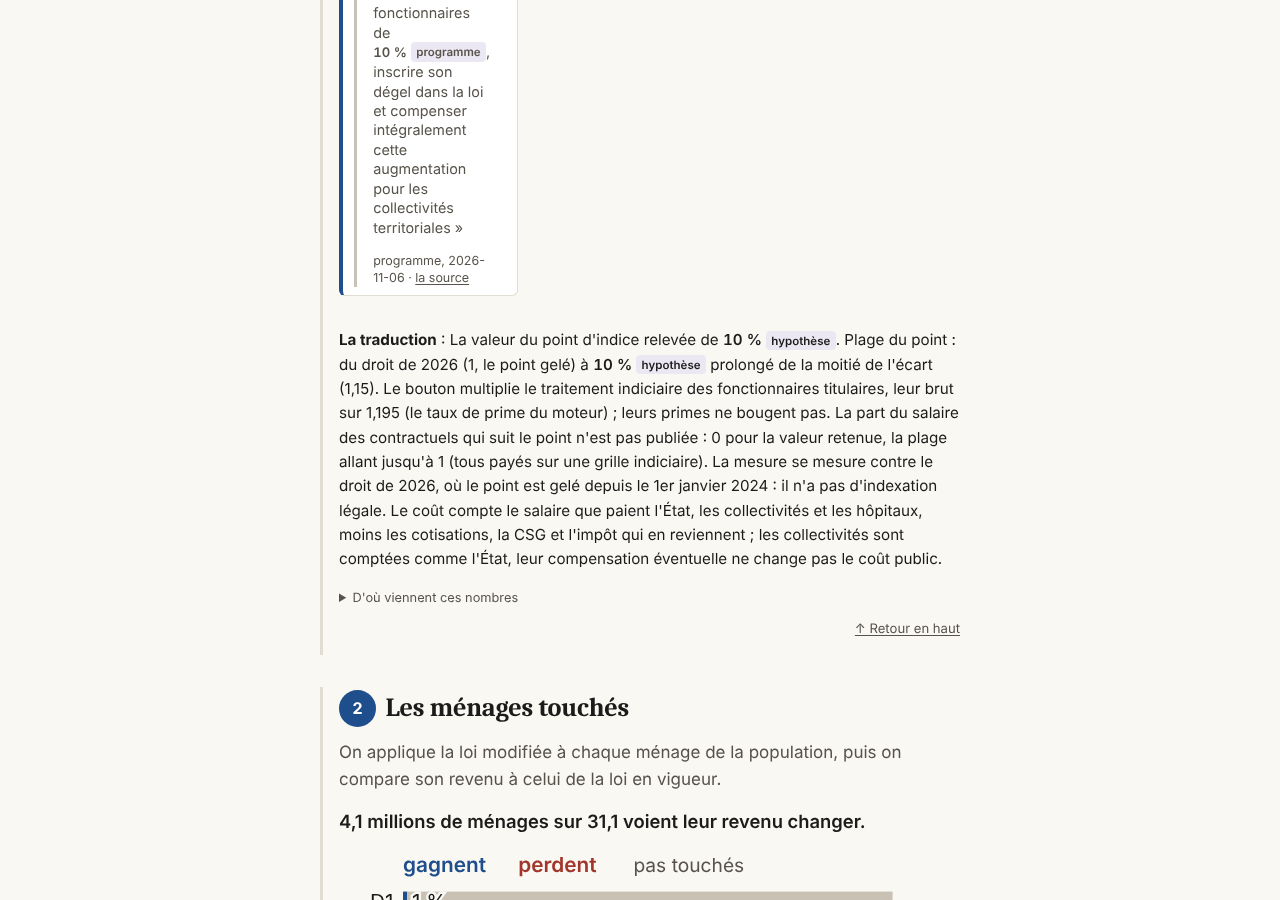 fonctionnaires
de
10 % programme,
inscrire son
dégel dans la loi
et compenser
intégralement
cette
augmentation
pour les
collectivités
territoriales »
programme, 2026-
11-06 · la source
La traduction : La valeur du point d'indice relevée de 10 % hypothèse. Plage du point :
du droit de 2026 (1, le point gelé) à 10 % hypothèse prolongé de la moitié de l'écart
(1,15). Le bouton multiplie le traitement indiciaire des fonctionnaires titulaires, leur brut
sur 1,195 (le taux de prime du moteur) ; leurs primes ne bougent pas. La part du salaire
des contractuels qui suit le point n'est pas publiée : 0 pour la valeur retenue, la plage
allant jusqu'à 1 (tous payés sur une grille indiciaire). La mesure se mesure contre le
droit de 2026, où le point est gelé depuis le 1er janvier 2024 : il n'a pas d'indexation
légale. Le coût compte le salaire que paient l'État, les collectivités et les hôpitaux,
moins les cotisations, la CSG et l'impôt qui en reviennent ; les collectivités sont
comptées comme l'État, leur compensation éventuelle ne change pas le coût public.
▶ D'où viennent ces nombres
↑ Retour en haut
2 Les ménages touchés
On applique la loi modifiée à chaque ménage de la population, puis on
compare son revenu à celui de la loi en vigueur.
4,1 millions de ménages sur 31,1 voient leur revenu changer.
gagnent perdent pas touchés
D1 1 %